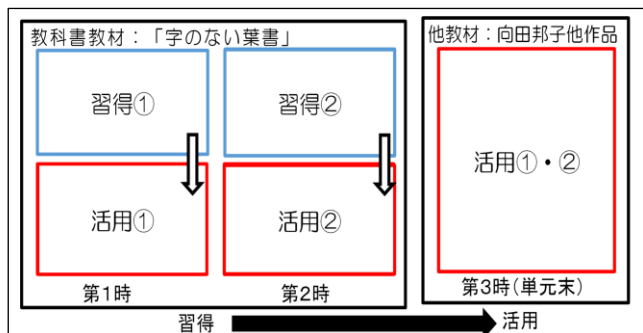 教科書教材：「字のない葉書」
習得①
習得②
活用①
活用②
第1時
第2時
他教材：向田邦子他作品
活用①・②
第3時(単元末)
習得
活用